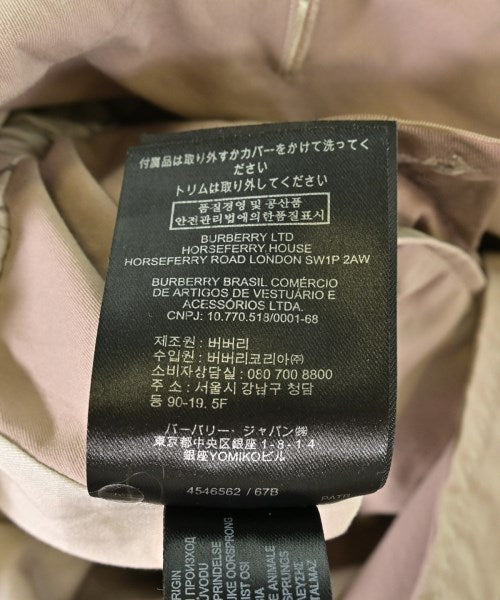 付属品は取り外すかカバーをかけて洗ってく
ださい
トリムは取り外してください
품질경영 및 공산품
안전관리법에의한품질표시
BURBERRY LTD
HORSEFERRY HOUSE
HORSEFERRY ROAD LONDON SW1P 2AW
BURBERRY BRASIL COMÉRCIO
DE ARTIGOS DE VESTUÁRIO E
ACESSÓRIOS LTDA.
CNPJ: 10.770.518/0001-68
제조원 : 버버리
수입원 : 버버리코리아㈜
소비자상담실 : 080 700 8800
주 소 : 서울시 강남구 청담
동 90-19. 5F
バーバリー・ジャパン㈱
東京都中央区銀座1-8-14
銀座YOMIKOビル
4546562 / 67B
ORIGIN
ПРОИЗХОД
PŮVODU
OPRINDELSE
OORSPRONG
OSI